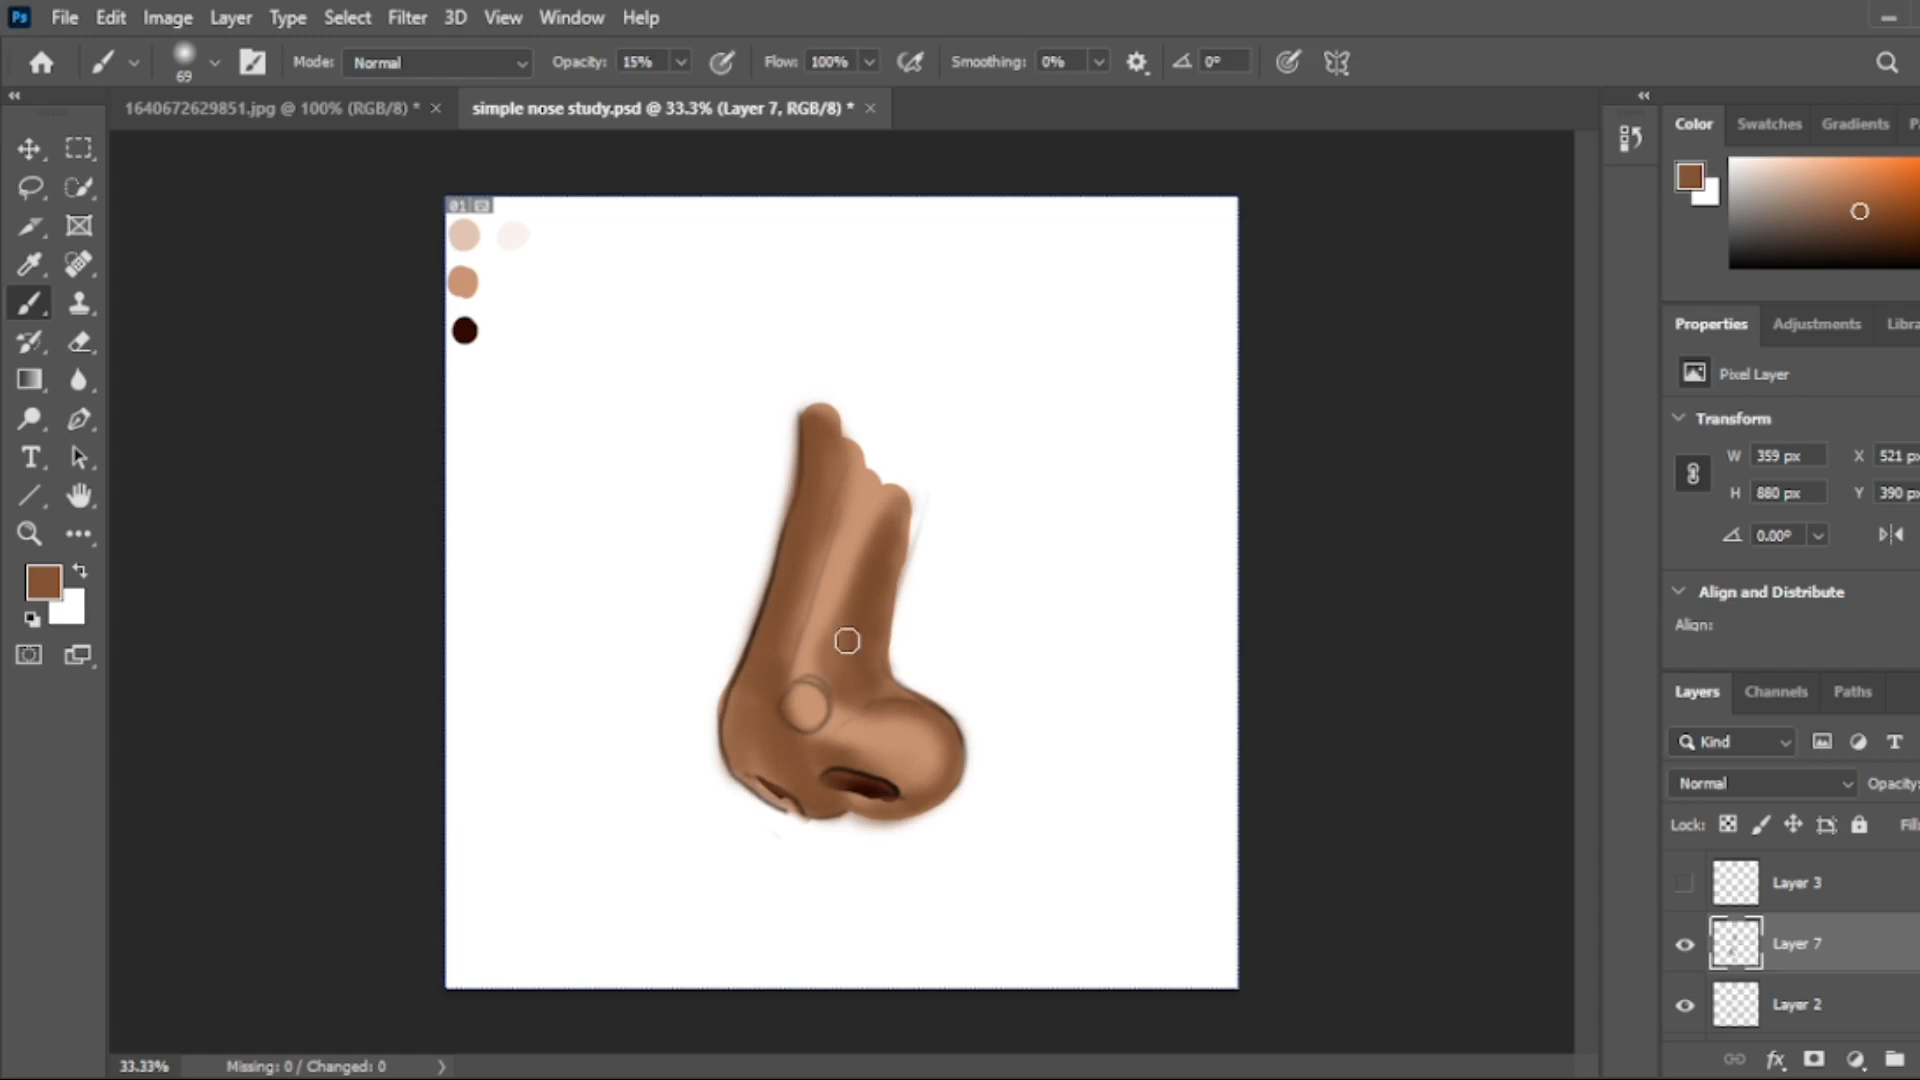 Ps File Edit Image Layer Type Select Filter 3D View Window Help
69 Mode: Normal Opacity: 15% Flow: 100% Smoothing: 0% 0°
1640672629851.jpg @ 100% (RGB/8) * × simple nose study.psd @ 33.3% (Layer 7, RGB/8) * ×
Color Swatches Gradients
01
Properties Adjustments
Pixel Layer
Transform
W 359 px X 521 px
H 880 px Y 390 px
0.00°
Align and Distribute
Align:
Layers Channels Paths
Kind
Normal Opacity:
Lock:
Layer 3
Layer 7
Layer 2
33.33% Missing: 0 / Changed: 0